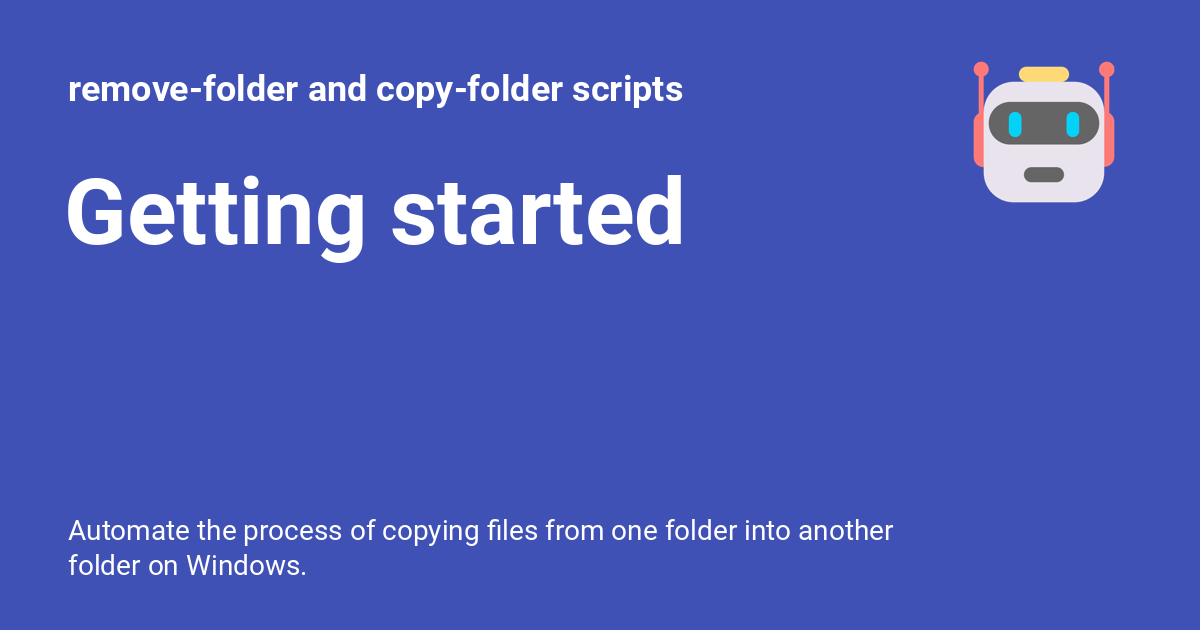 remove-folder and copy-folder scripts
Getting started
Automate the process of copying files from one folder into another
folder on Windows.